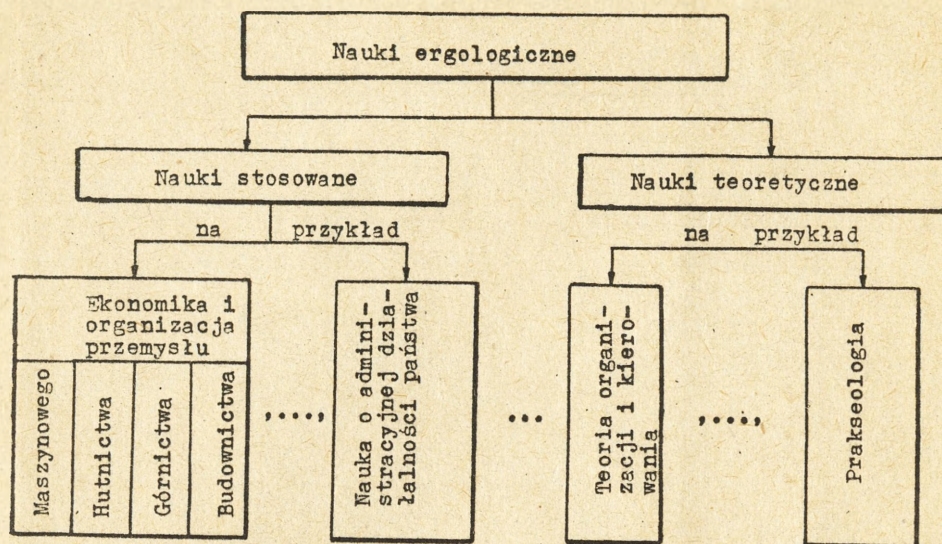 Nauki ergologiczne
Nauki stosowane
Nauki teoretyczne
na przykład
na przykład
Ekonomika i
organizacja
przemysłu
Maszynowego
Hutnictwa
Górnictwa
Budownictwa
,...,
Nauka o admini-
stracyjnej dzia-
łalności państwa
...
Teoria organi-
zacji i kiero-
wania
,...,
Prakseologia